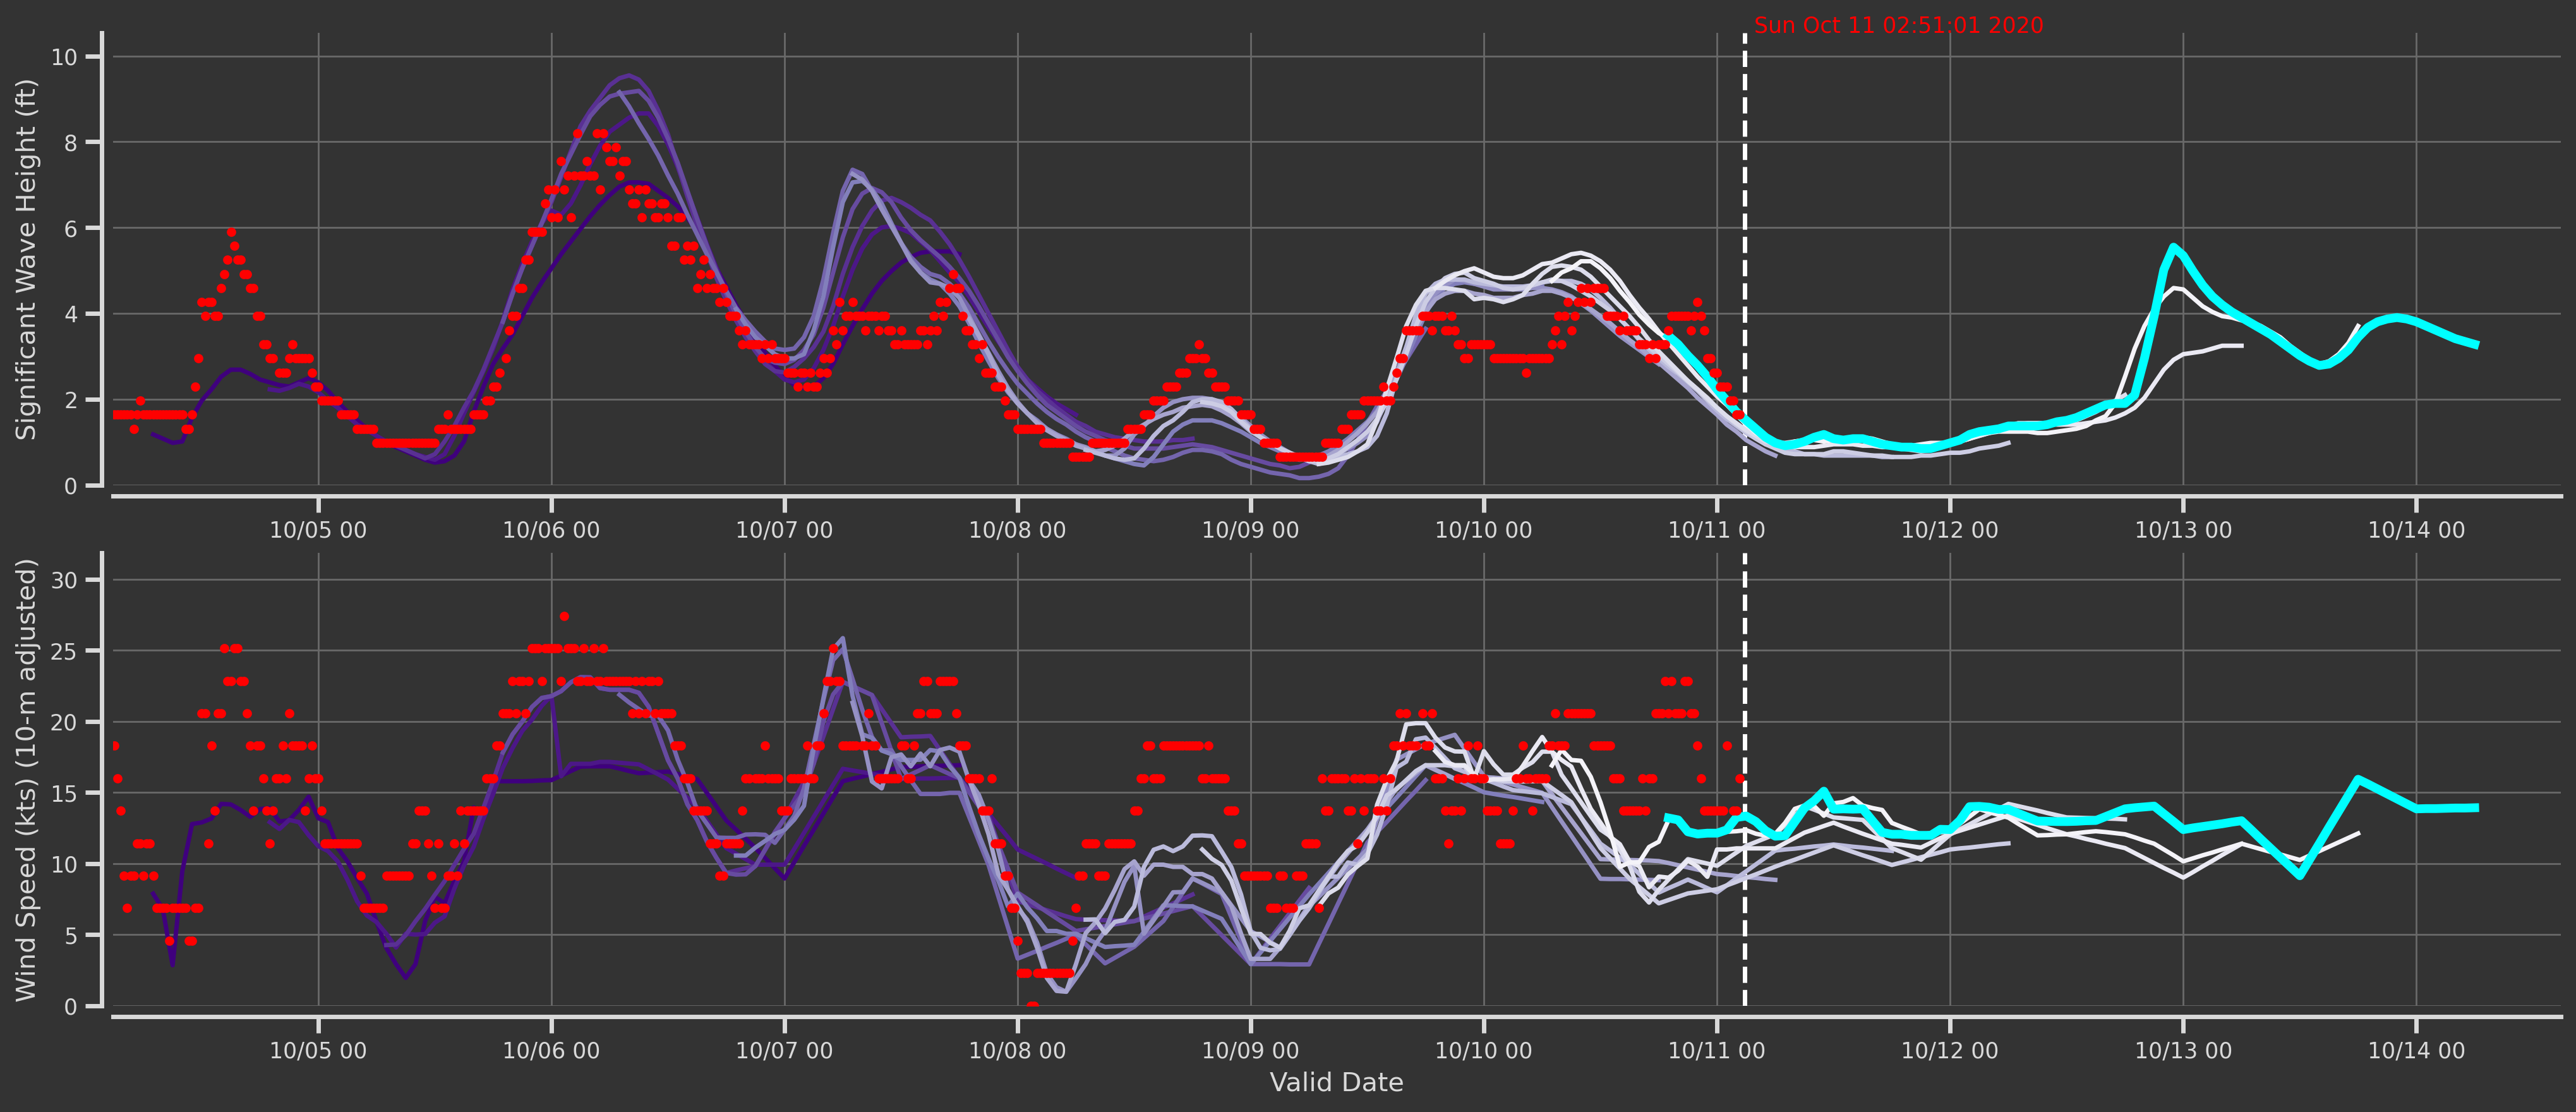 Sun Oct 11 02:51:01 2020
Significant Wave Height (ft)
10
8
6
4
2
0
10/05 00 10/06 00 10/07 00 10/08 00 10/09 00 10/10 00 10/11 00 10/12 00 10/13 00 10/14 00
Wind Speed (kts) (10-m adjusted)
30
25
20
15
10
5
0
10/05 00 10/06 00 10/07 00 10/08 00 10/09 00 10/10 00 10/11 00 10/12 00 10/13 00 10/14 00
Valid Date